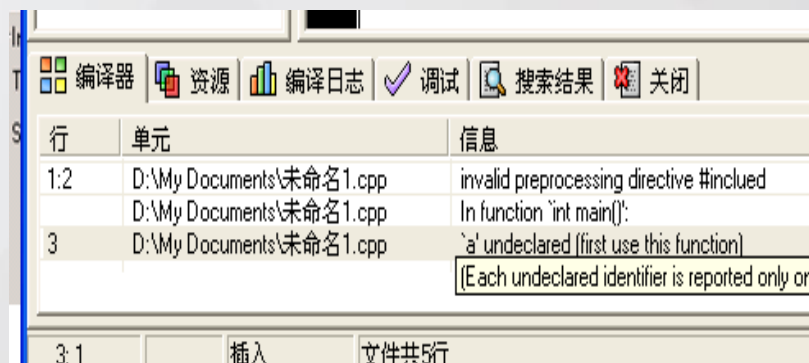 编译器 资源 编译日志 调试 搜索结果 关闭
行 单元 信息
1:2 D:\My Documents\未命名1.cpp invalid preprocessing directive #inclued
D:\My Documents\未命名1.cpp In function `int main()':
3 D:\My Documents\未命名1.cpp `a' undeclared (first use this function)
(Each undeclared identifier is reported only
3: 1 插入 文件共5行